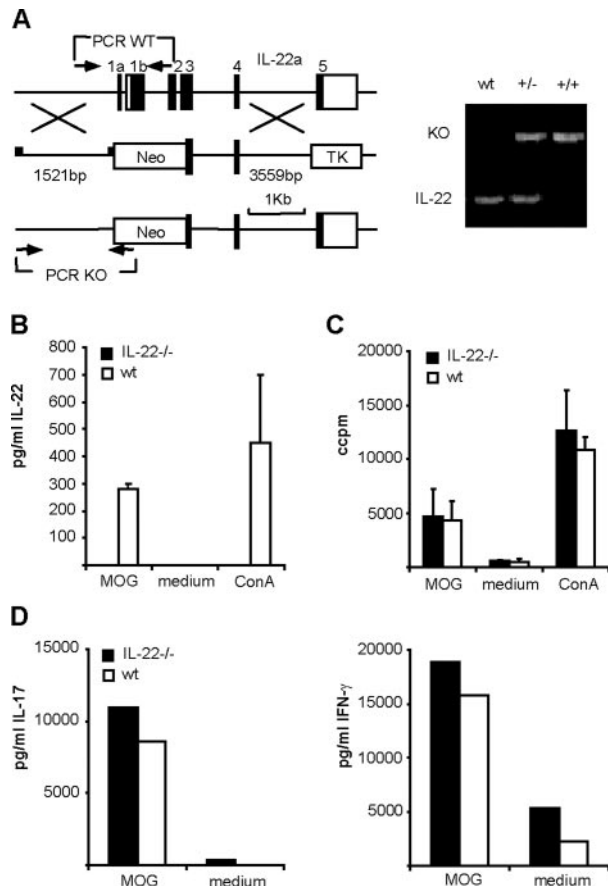 A
PCR WT
1a 1b 2 3 4 IL-22a 5
Neo TK
1521bp 3559bp
1Kb
Neo
PCR KO
wt +/- +/+
KO
IL-22
B
IL-22-/-
wt
pg/ml IL-22
800
700
600
500
400
300
200
100
MOG medium ConA
C
IL-22-/-
wt
ccpm
20000
15000
10000
5000
MOG medium ConA
D
IL-22-/-
wt
pg/ml IL-17
15000
10000
5000
MOG medium
pg/ml IFN-γ
20000
15000
10000
5000
MOG medium